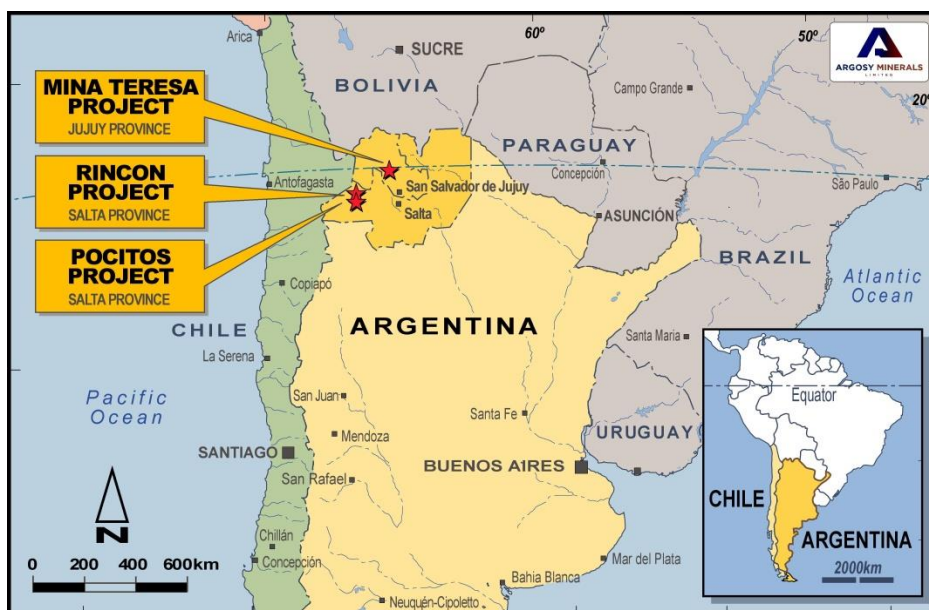 60º
50º
Arica
SUCRE
ARGOSY MINERALS
LIMITED
MINA TERESA
PROJECT
JUJUY PROVINCE
BOLIVIA
Campo Grande
20º
PARAGUAY
Concepción
RINCON
PROJECT
SALTA PROVINCE
Antofagasta
San Salvador de Jujuy
Salta
São Paulo
ASUNCIÓN
POCITOS
PROJECT
SALTA PROVINCE
BRAZIL
Atlantic
Ocean
Copiapó
CHILE
ARGENTINA
Santa Maria
La Serena
Pacific
Ocean
San Juan
Santa Fe
Mendoza
URUGUAY
SANTIAGO
BUENOS AIRES
San Rafael
N
Chillán
Concepción
0 200 400 600km
Mar del Plata
Bahia Blanca
Neuquén-Cipoletto
Equator
CHILE
ARGENTINA
2000km